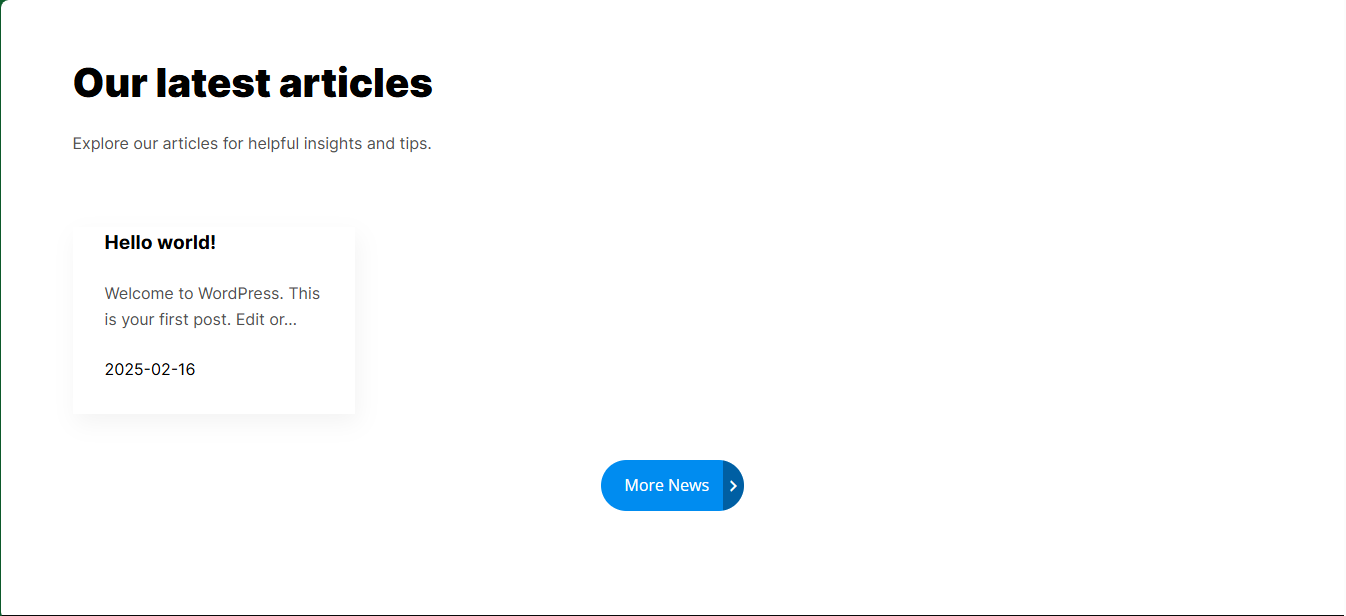 Our latest articles
Explore our articles for helpful insights and tips.
Hello world!
Welcome to WordPress. This
is your first post. Edit or...
2025-02-16
More News